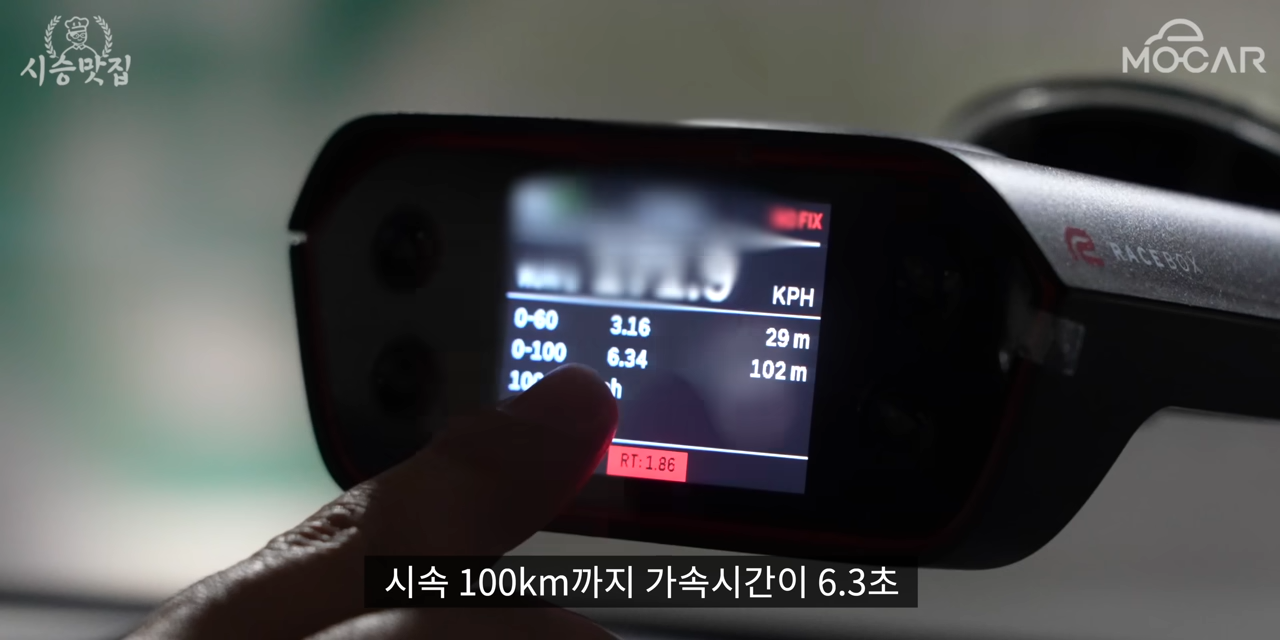 시승맛집
MOCAR
FIX
KPH
0-60 3.16 29 m
0-100 6.34 102 m
RT: 1.86
RACEBOX
시속 100km까지 가속시간이 6.3초